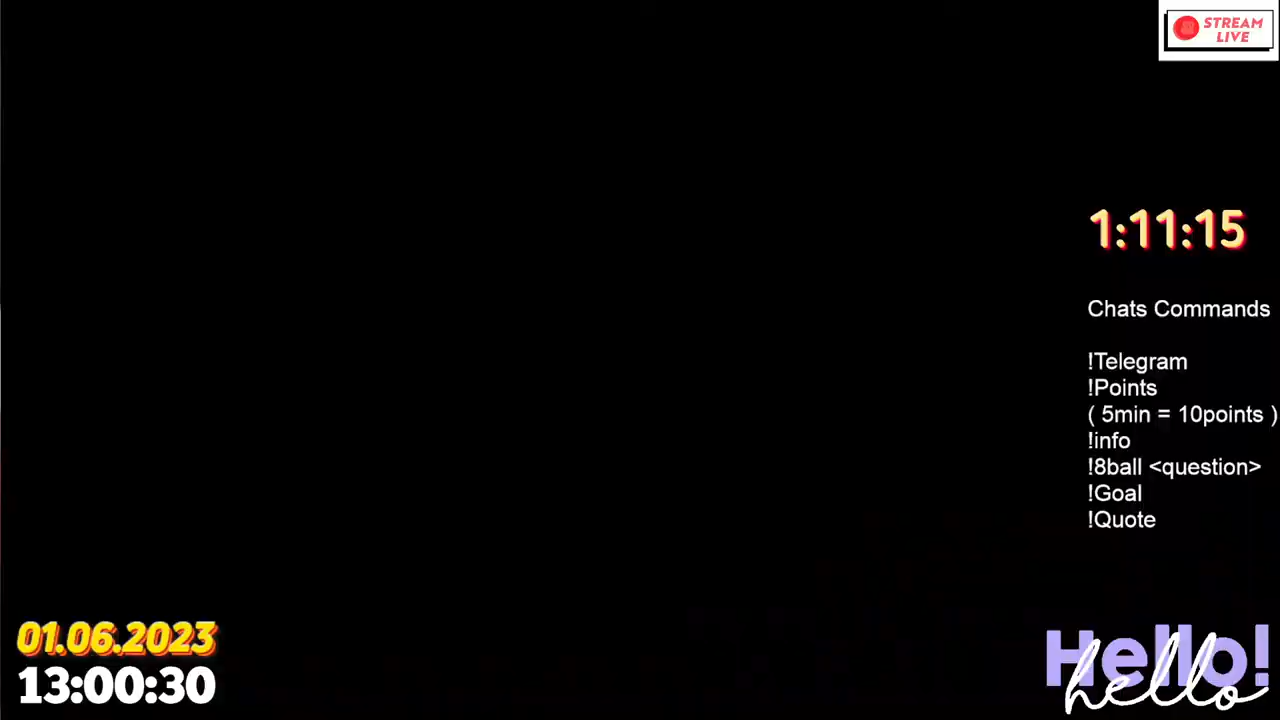 STREAM
LIVE
1:11:15
Chats Commands
!Telegram
!Points
( 5min = 10points )
!info
!8ball <question>
!Goal
!Quote
01.06.2023
13:00:30
Hello!
hello